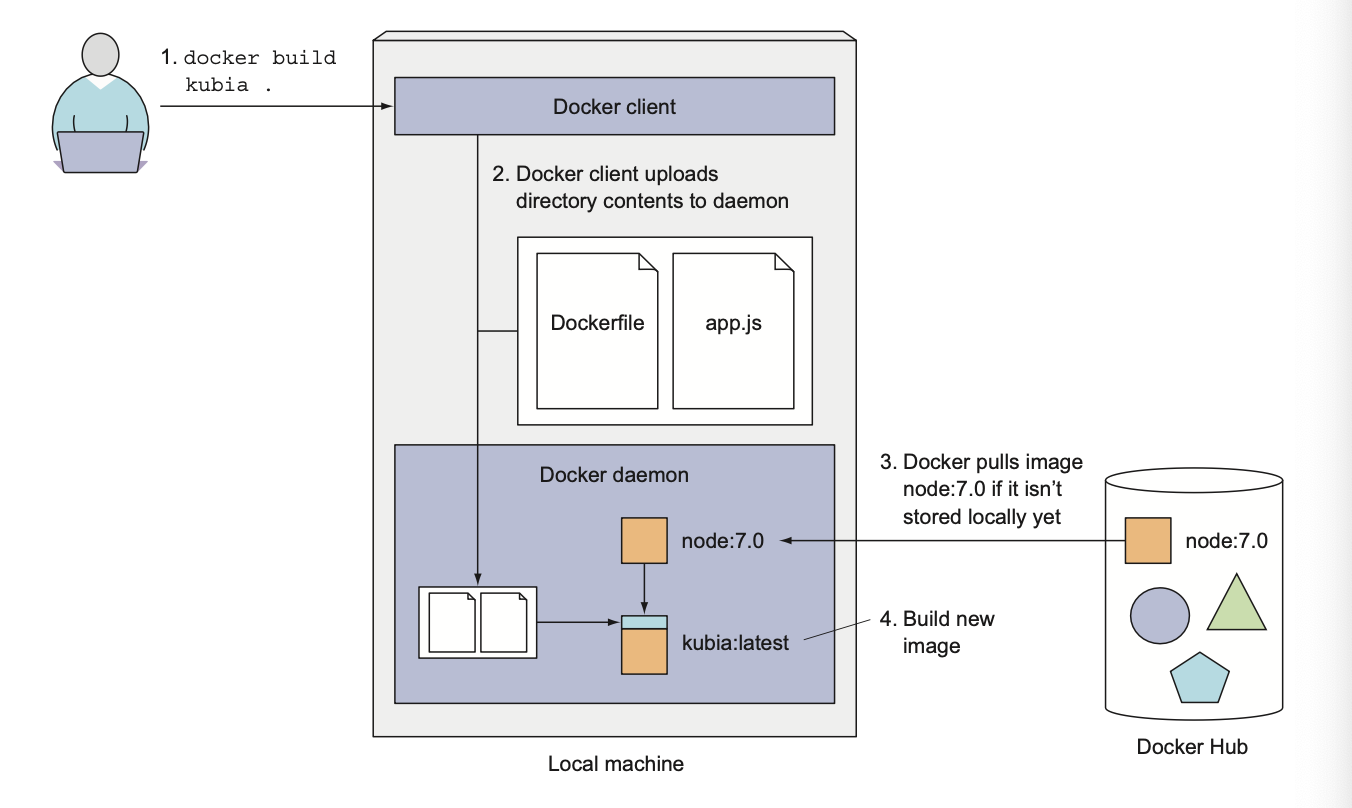 1. docker build
kubia .
Docker client
2. Docker client uploads
directory contents to daemon
Dockerfile
app.js
Docker daemon
3. Docker pulls image
node:7.0 if it isn’t
stored locally yet
node:7.0
node:7.0
4. Build new
image
kubia:latest
Local machine
Docker Hub